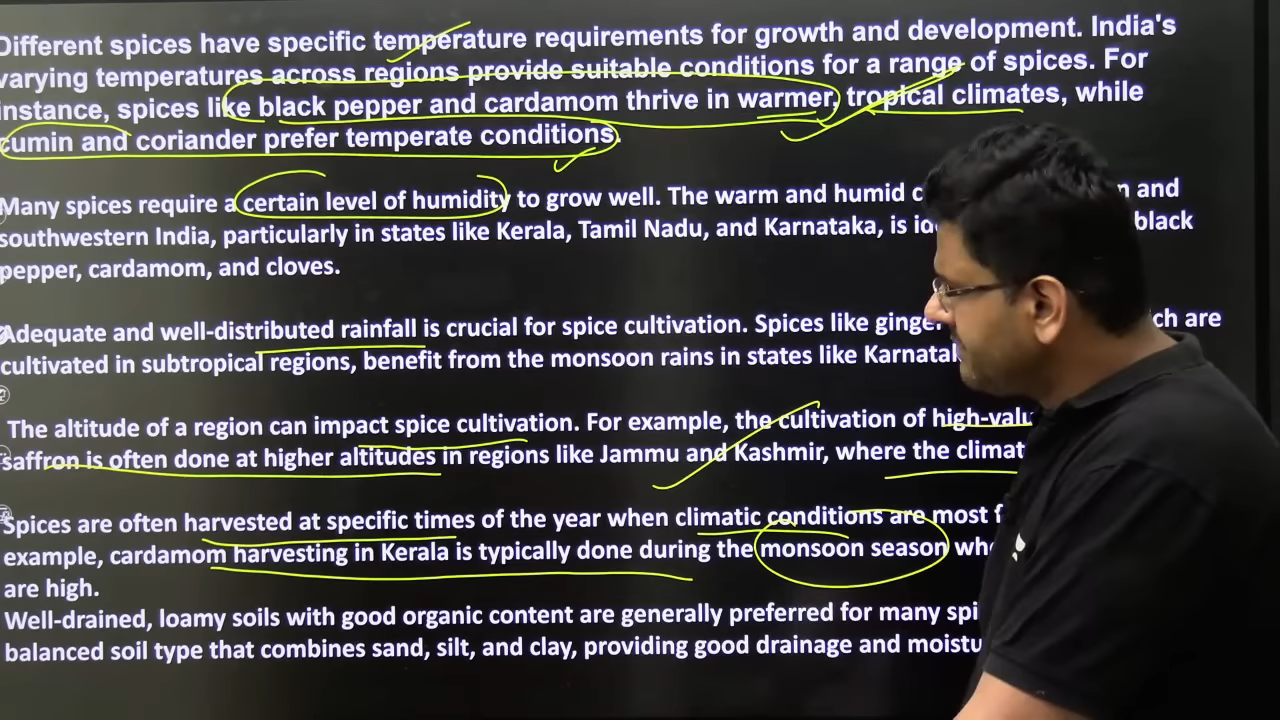 Different spices have specific temperature requirements for growth and development. India's
varying temperatures across regions provide suitable conditions for a range of spices. For
instance, spices like black pepper and cardamom thrive in warmer, tropical climates, while
cumin and coriander prefer temperate conditions.
Many spices require a certain level of humidity to grow well. The warm and humid and
southwestern India, particularly in states like Kerala, Tamil Nadu, and Karnataka, is black
pepper, cardamom, and cloves.
Adequate and well-distributed rainfall is crucial for spice cultivation. Spices like are
cultivated in subtropical regions, benefit from the monsoon rains in states like
The altitude of a region can impact spice cultivation. For example, the cultivation of
saffron is often done at higher altitudes in regions like Jammu and Kashmir, where the
Spices are often harvested at specific times of the year when climatic conditions are most
example, cardamom harvesting in Kerala is typically done during the monsoon season
are high.
Well-drained, loamy soils with good organic content are generally preferred for many
balanced soil type that combines sand, silt, and clay, providing good drainage and